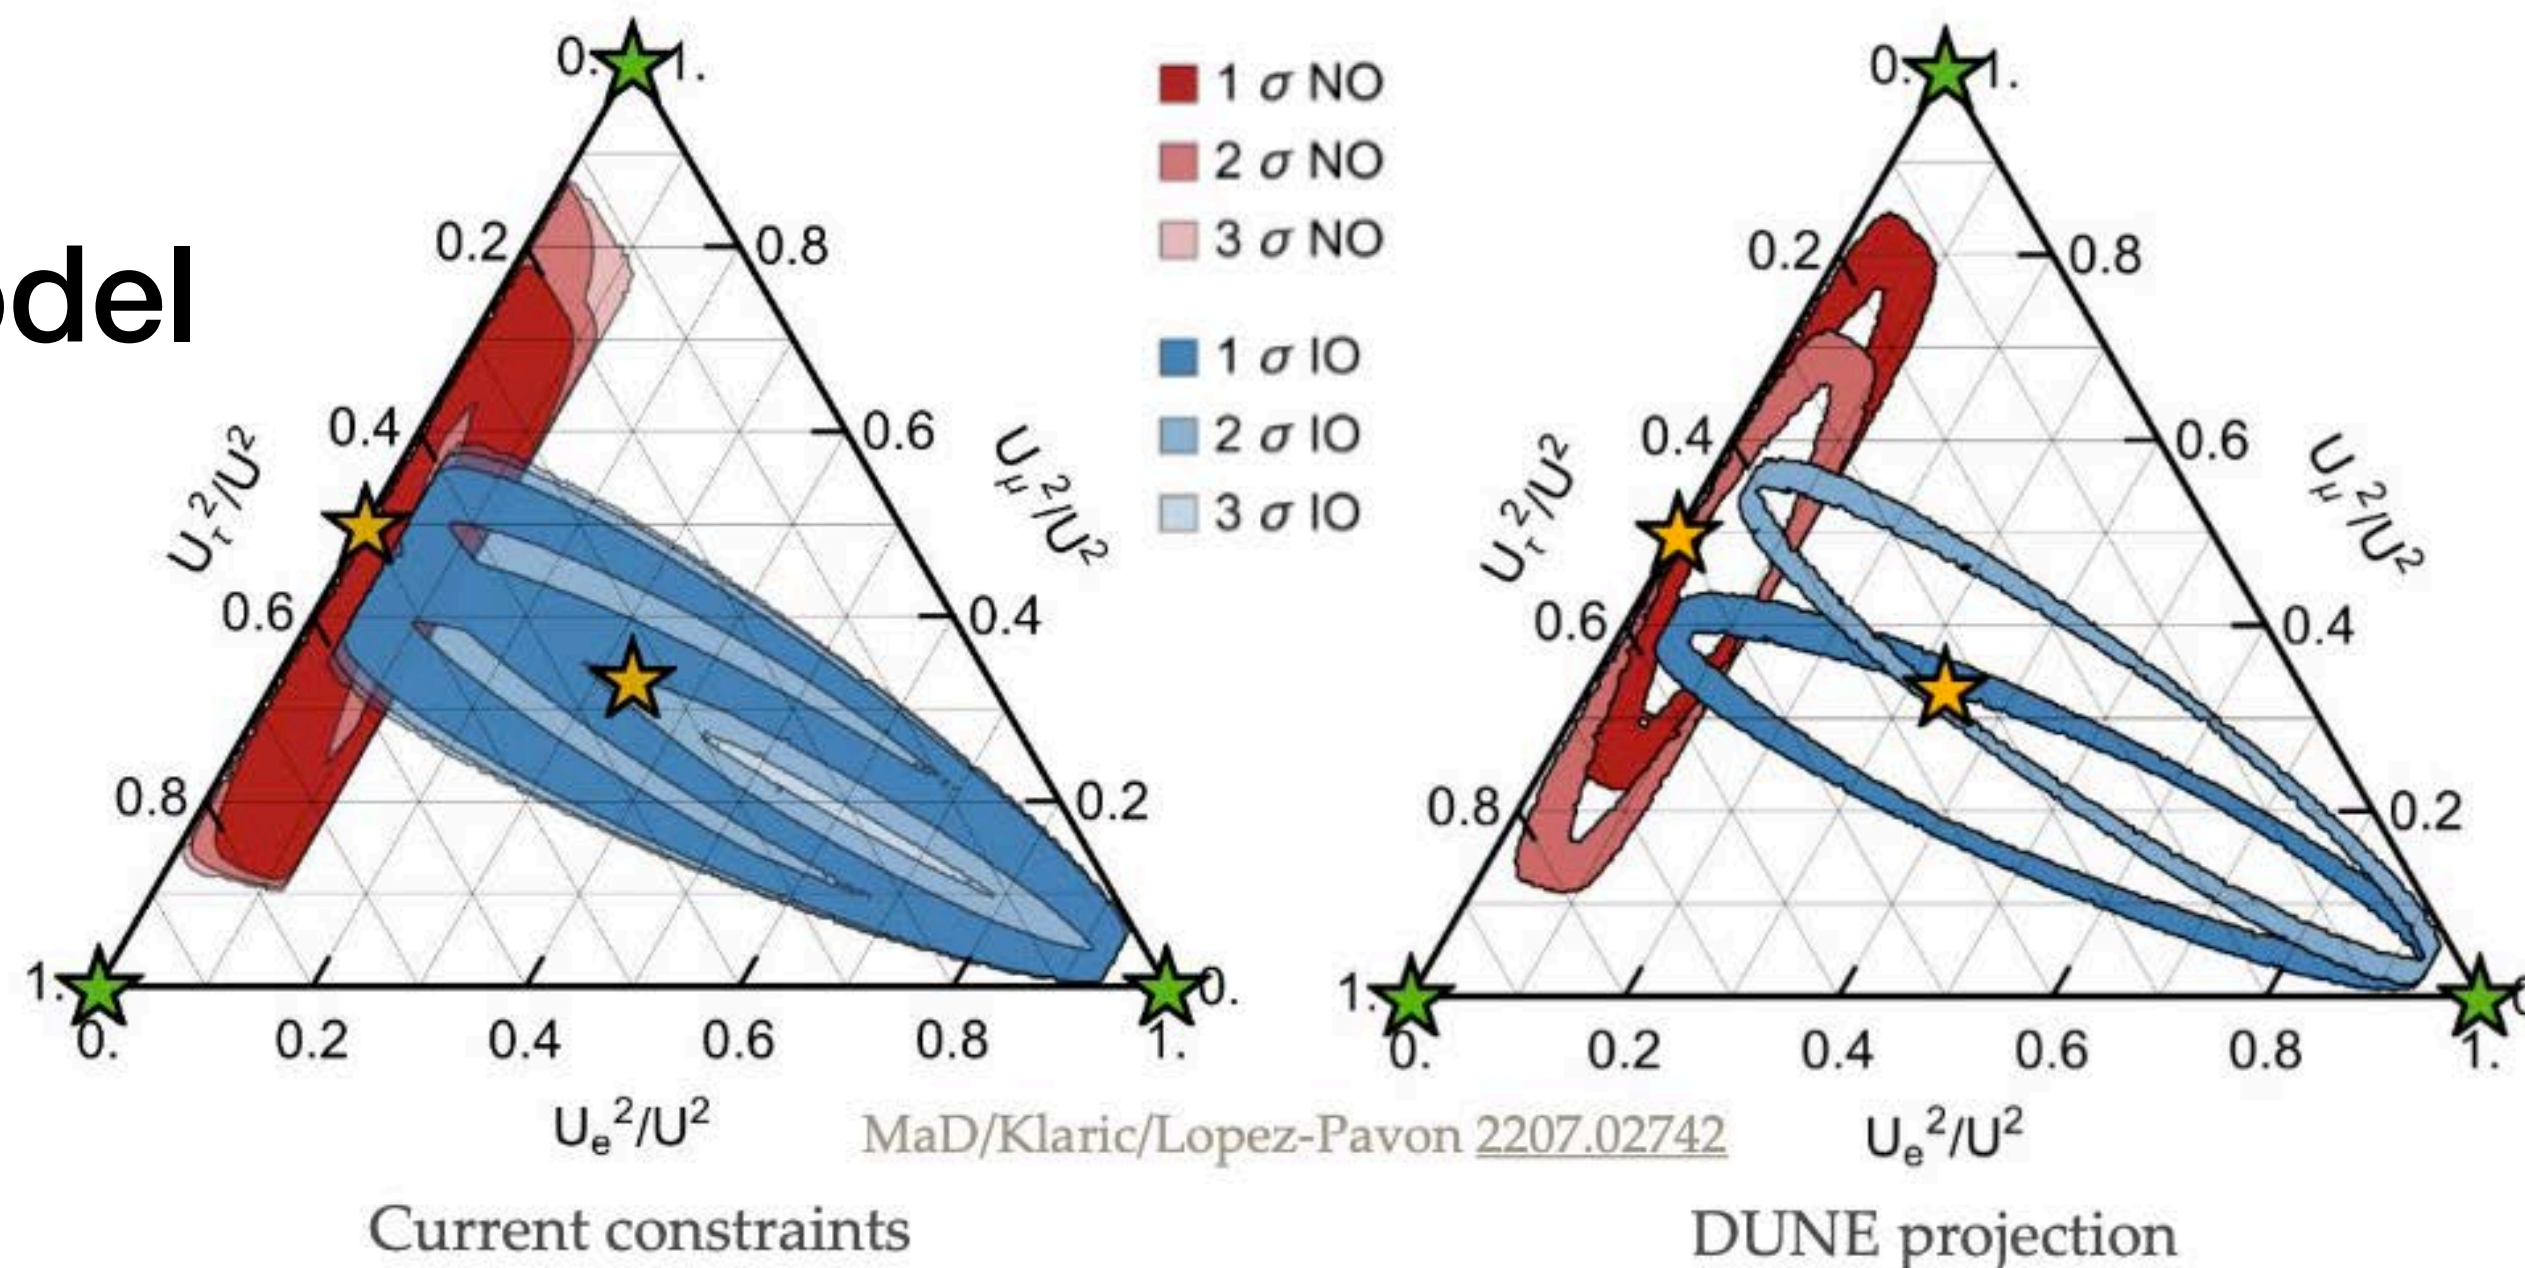 odel
0. 1.
0.2 0.8
0.4 0.6
0.6 0.4
0.8 0.2
1. 0.
0. 0.2 0.4 0.6 0.8 1.
Uτ²/U²
Uμ²/U²
Ue²/U²
Current constraints
1 σ NO
2 σ NO
3 σ NO
1 σ IO
2 σ IO
3 σ IO
0. 1.
0.2 0.8
0.4 0.6
0.6 0.4
0.8 0.2
1.
0. 0.2 0.4 0.6 0.8 1.
Uτ²/U²
Uμ²/U²
Ue²/U²
MaD/Klaric/Lopez-Pavon 2207.02742
DUNE projection